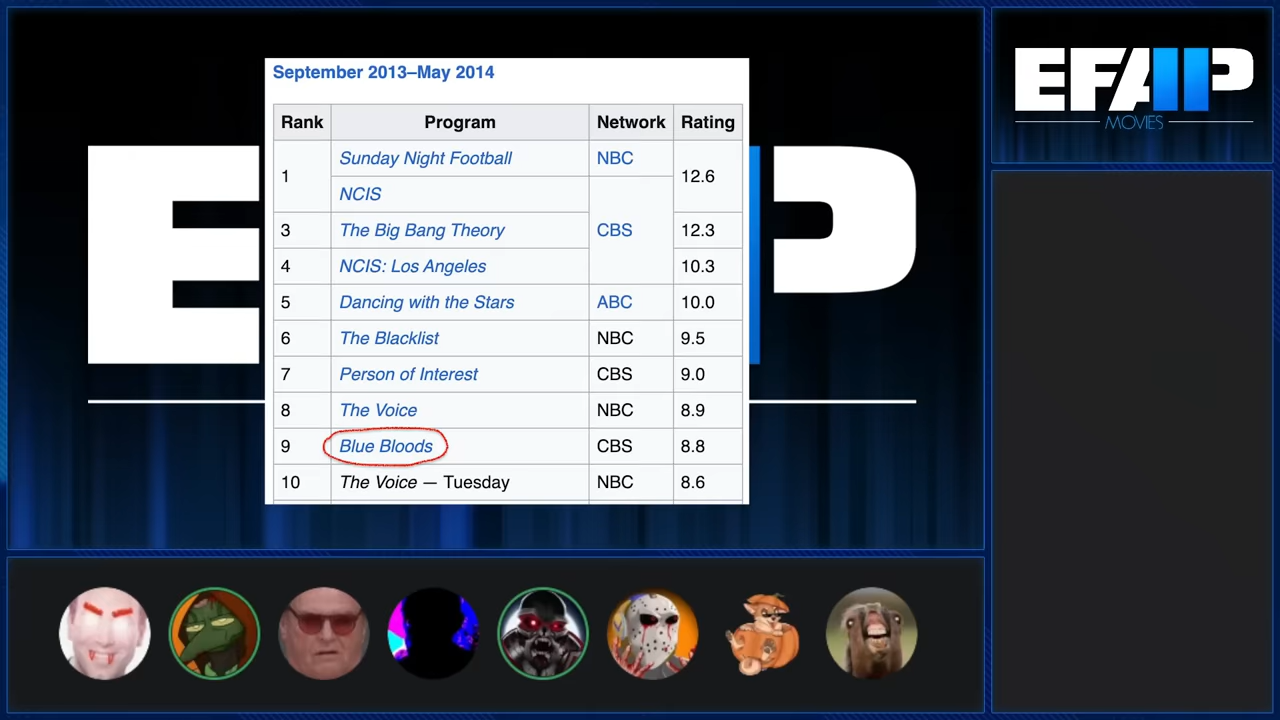 September 2013–May 2014
Rank Program Network Rating
1 Sunday Night Football NBC 12.6
NCIS CBS
3 The Big Bang Theory 12.3
4 NCIS: Los Angeles 10.3
5 Dancing with the Stars ABC 10.0
6 The Blacklist NBC 9.5
7 Person of Interest CBS 9.0
8 The Voice NBC 8.9
9 Blue Bloods CBS 8.8
10 The Voice — Tuesday NBC 8.6
E P
EFAP
MOVIES